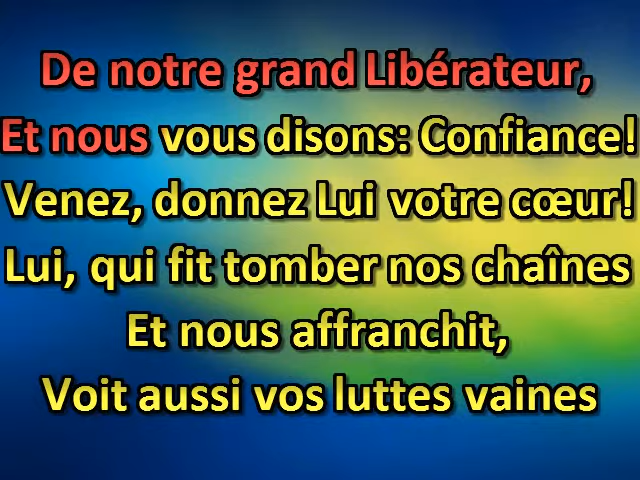 De notre grand Libérateur,
Et nous vous disons: Confiance!
Venez, donnez Lui votre cœur!
Lui, qui fit tomber nos chaînes
Et nous affranchit,
Voit aussi vos luttes vaines